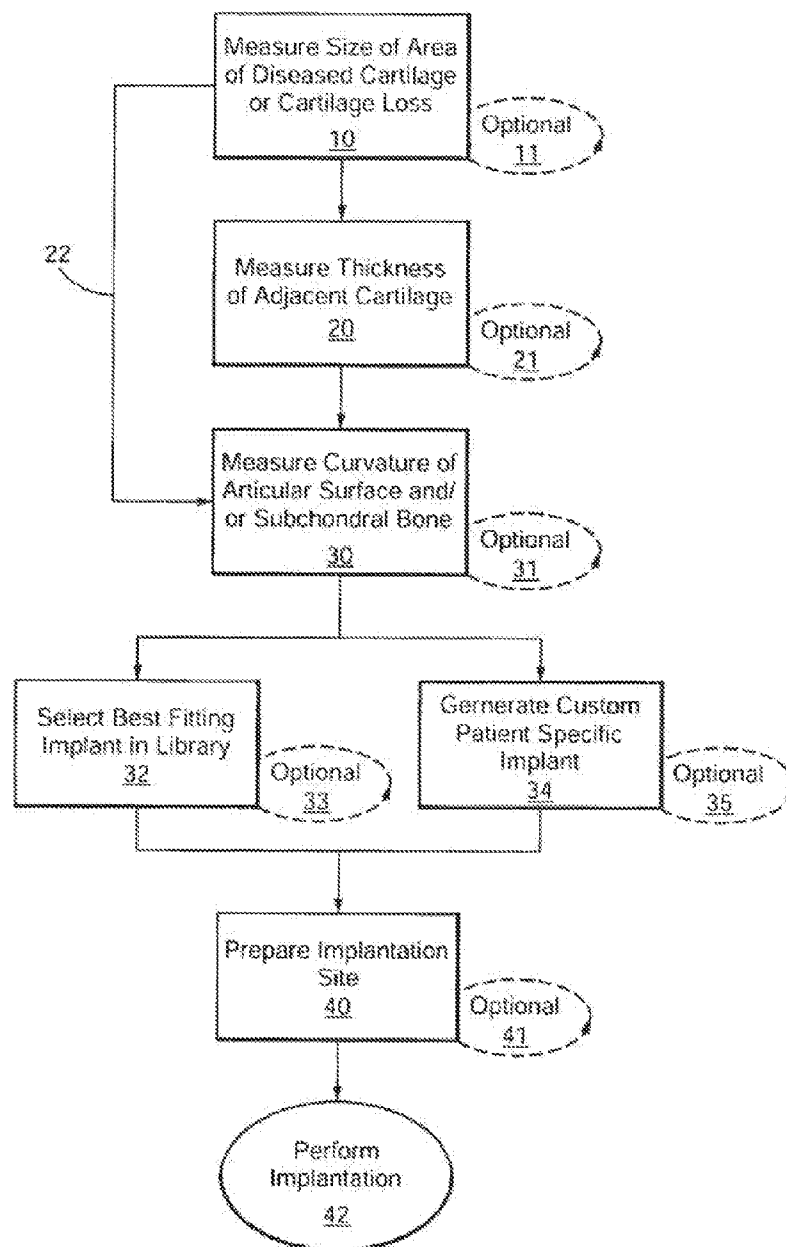 Measure Size of Area
of Diseased Cartilage
or Cartilage Loss
10
Optional
11
22
Measure Thickness
of Adjacent Cartilage
20
Optional
21
Measure Curvature of
Articular Surface and/
or Subchondral Bone
30
Optional
31
Select Best Fitting
Implant in Library
32
Optional
33
Gernerate Custom
Patient Specific
Implant
34
Optional
35
Prepare Implantation
Site
40
Optional
41
Perform
Implantation
42